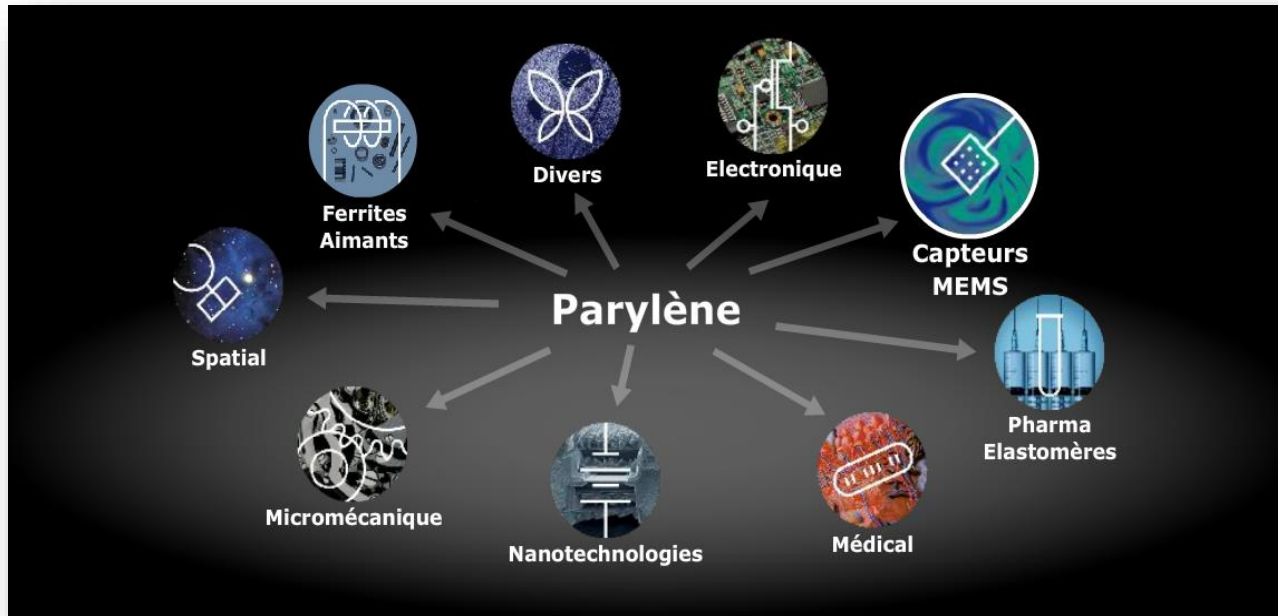 Divers
Electronique
Ferrites
Aimants
Capteurs
MEMS
Parylène
Spatial
Pharma
Elastomères
Micromécanique
Nanotechnologies
Médical